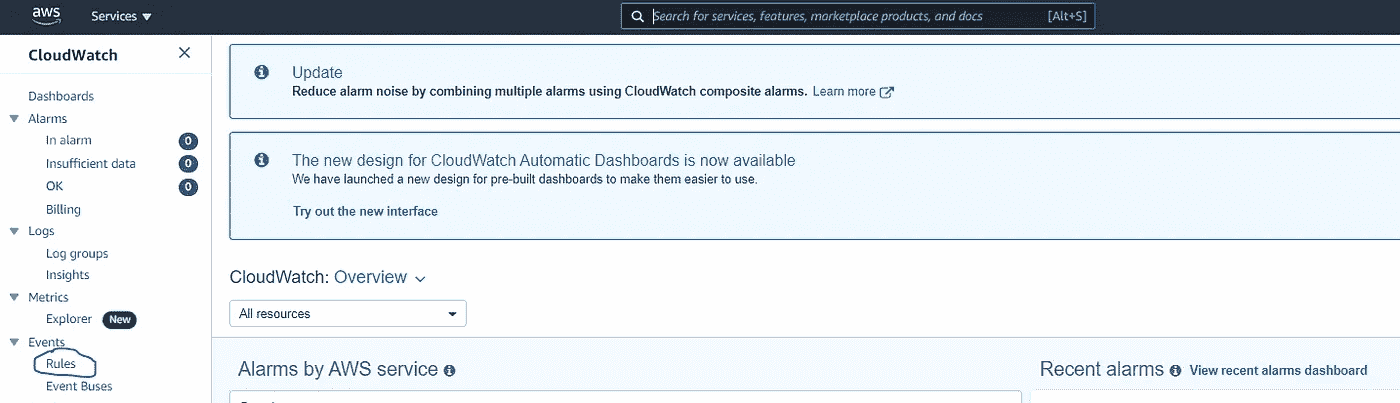 aws
Services
Search for services, features, marketplace products, and docs [Alt+S]
CloudWatch
Dashboards
Alarms
In alarm 0
Insufficient data 0
OK 0
Billing
Logs
Log groups
Insights
Metrics
Explorer New
Events
Rules
Event Buses
Update
Reduce alarm noise by combining multiple alarms using CloudWatch composite alarms. Learn more
The new design for CloudWatch Automatic Dashboards is now available
We have launched a new design for pre-built dashboards to make them easier to use.
Try out the new interface
CloudWatch: Overview
All resources
Alarms by AWS service
Recent alarms View recent alarms dashboard